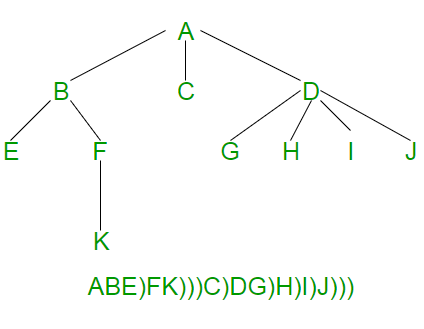 A
B C D
E F G H I J
K
ABE)FK)))C)DG)H)I)J)))